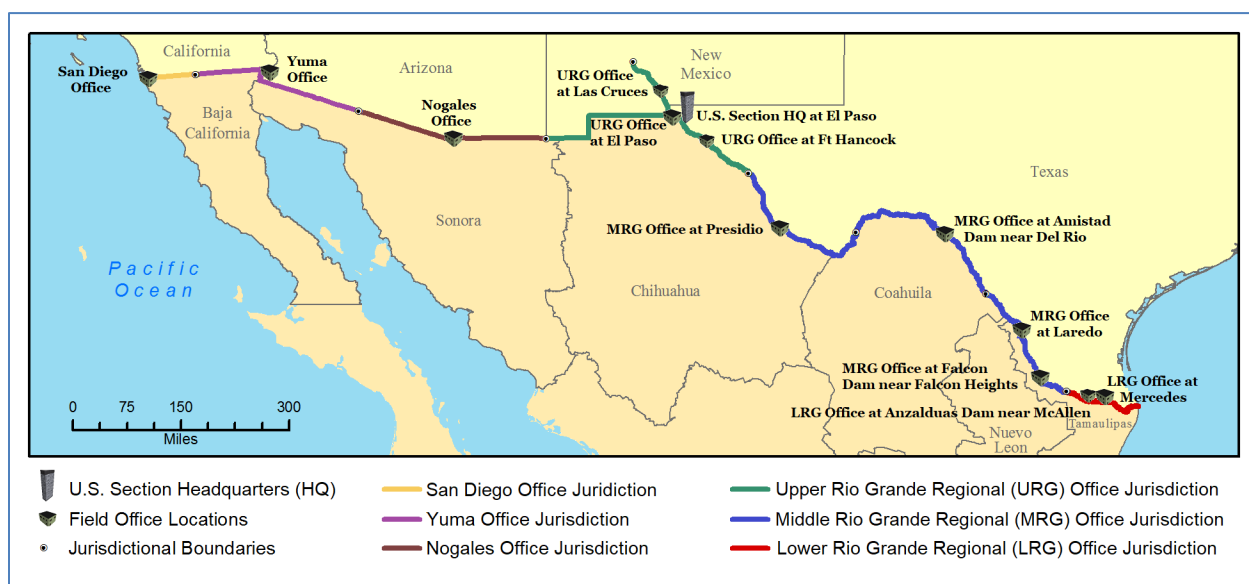 California
San Diego
Office
Yuma
Office
Arizona
New
Mexico
URG Office
at Las Cruces
Nogales
Office
Baja
California
URG Office
at El Paso
U.S. Section HQ at El Paso
URG Office at Ft Hancock
Texas
Sonora
MRG Office at Presidio
MRG Office at Amistad
Dam near Del Rio
Pacific
Ocean
Chihuahua
Coahuila
MRG Office
at Laredo
MRG Office at Falcon
Dam near Falcon Heights
LRG Office at
Mercedes
LRG Office at Anzalduas Dam near McAllen
Tamaulipas
Nuevo
Leon
0 75 150 300
Miles
U.S. Section Headquarters (HQ)
Field Office Locations
Jurisdictional Boundaries
San Diego Office Juridiction
Yuma Office Jurisdiction
Nogales Office Jurisdiction
Upper Rio Grande Regional (URG) Office Jurisdiction
Middle Rio Grande Regional (MRG) Office Jurisdiction
Lower Rio Grande Regional (LRG) Office Jurisdiction